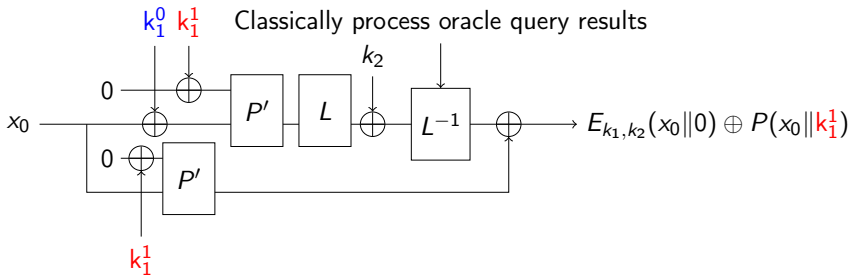 k₁⁰ k₁¹ Classically process oracle query results
k₂
0
P′ L
x₀ L⁻¹ E_{k₁,k₂}(x₀‖0) ⊕ P(x₀‖k₁¹)
0
P′
k₁¹